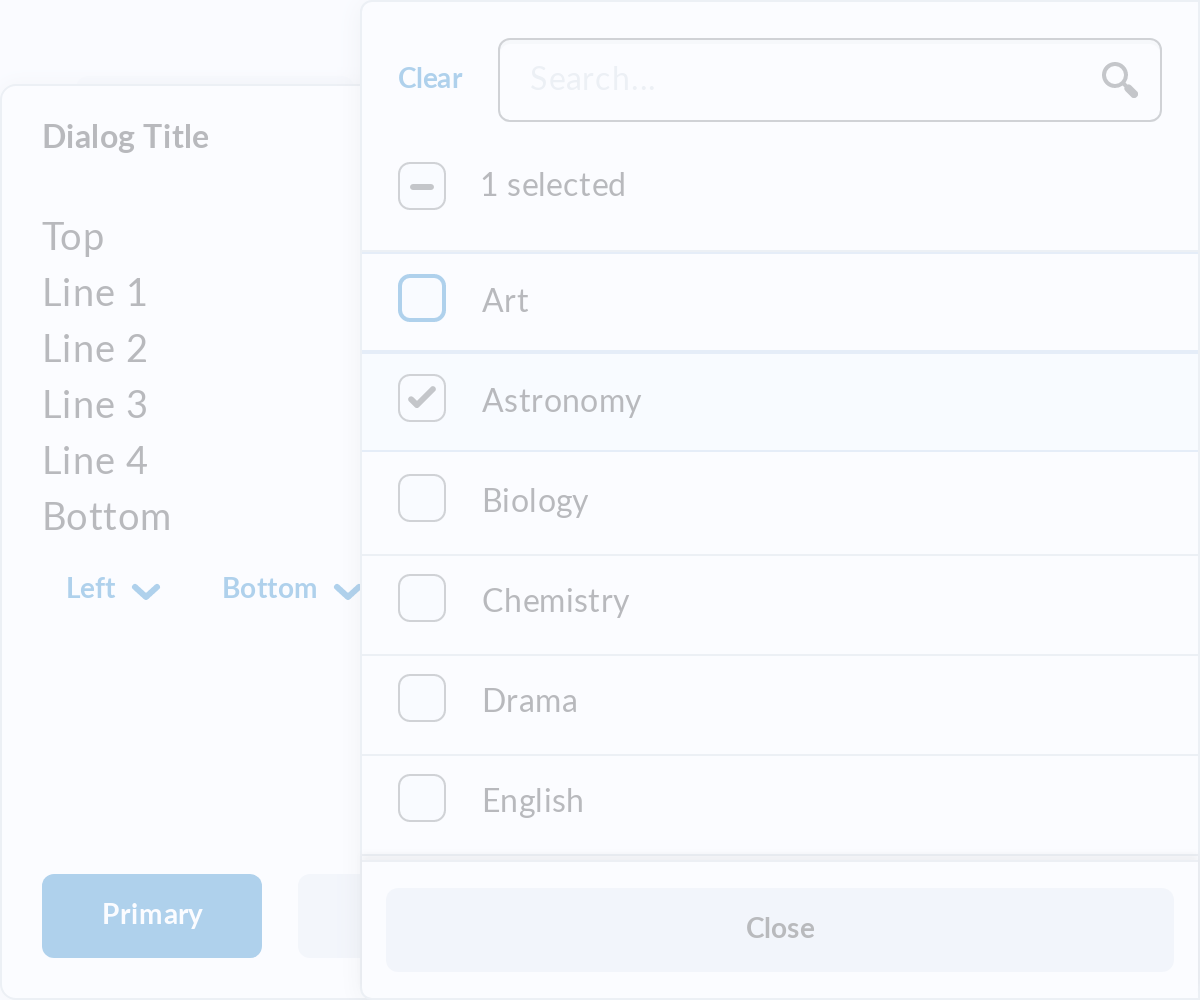 Clear
Search...
Dialog Title
1 selected
Top
Line 1
Line 2
Line 3
Line 4
Bottom
Left
Bottom
Art
Astronomy
Biology
Chemistry
Drama
English
Primary
Close